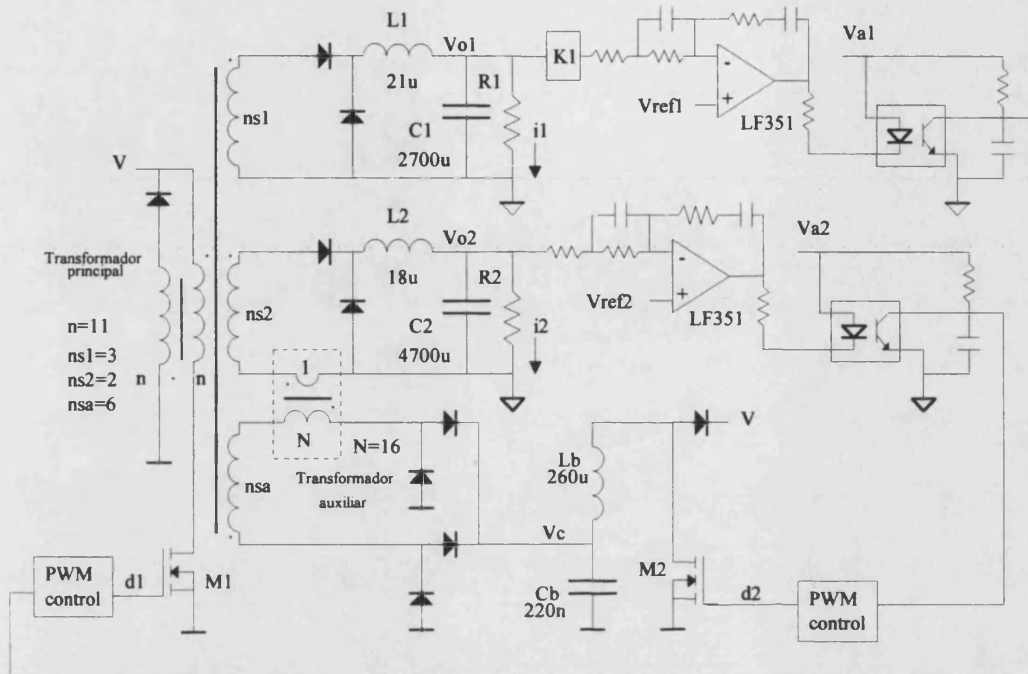 L1
Vo1
21u
R1
K1
Va1
ns1
C1
2700u
i1
Vref1
LF351
V
L2
Vo2
18u
R2
Va2
Transformador
principal
ns2
C2
4700u
i2
Vref2
LF351
n=11
ns1=3
ns2=2
nsa=6
n
n
1
N
N=16
Transformador
auxiliar
nsa
V
Lb
260u
Vc
Cb
220n
M2
d2
PWM
control
PWM
control
d1
M1